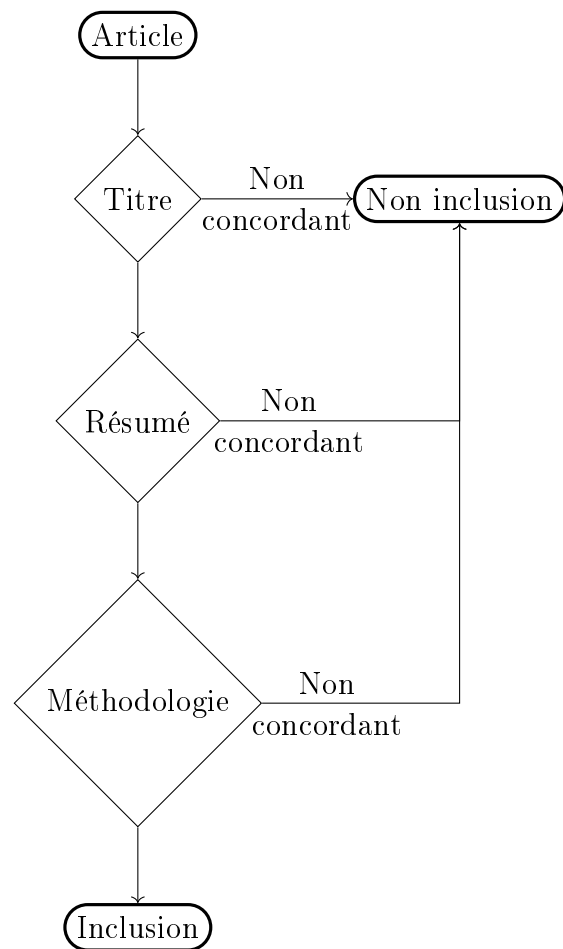 Article
Titre
Non
concordant
Non inclusion
Résumé
Non
concordant
Méthodologie
Non
concordant
Inclusion